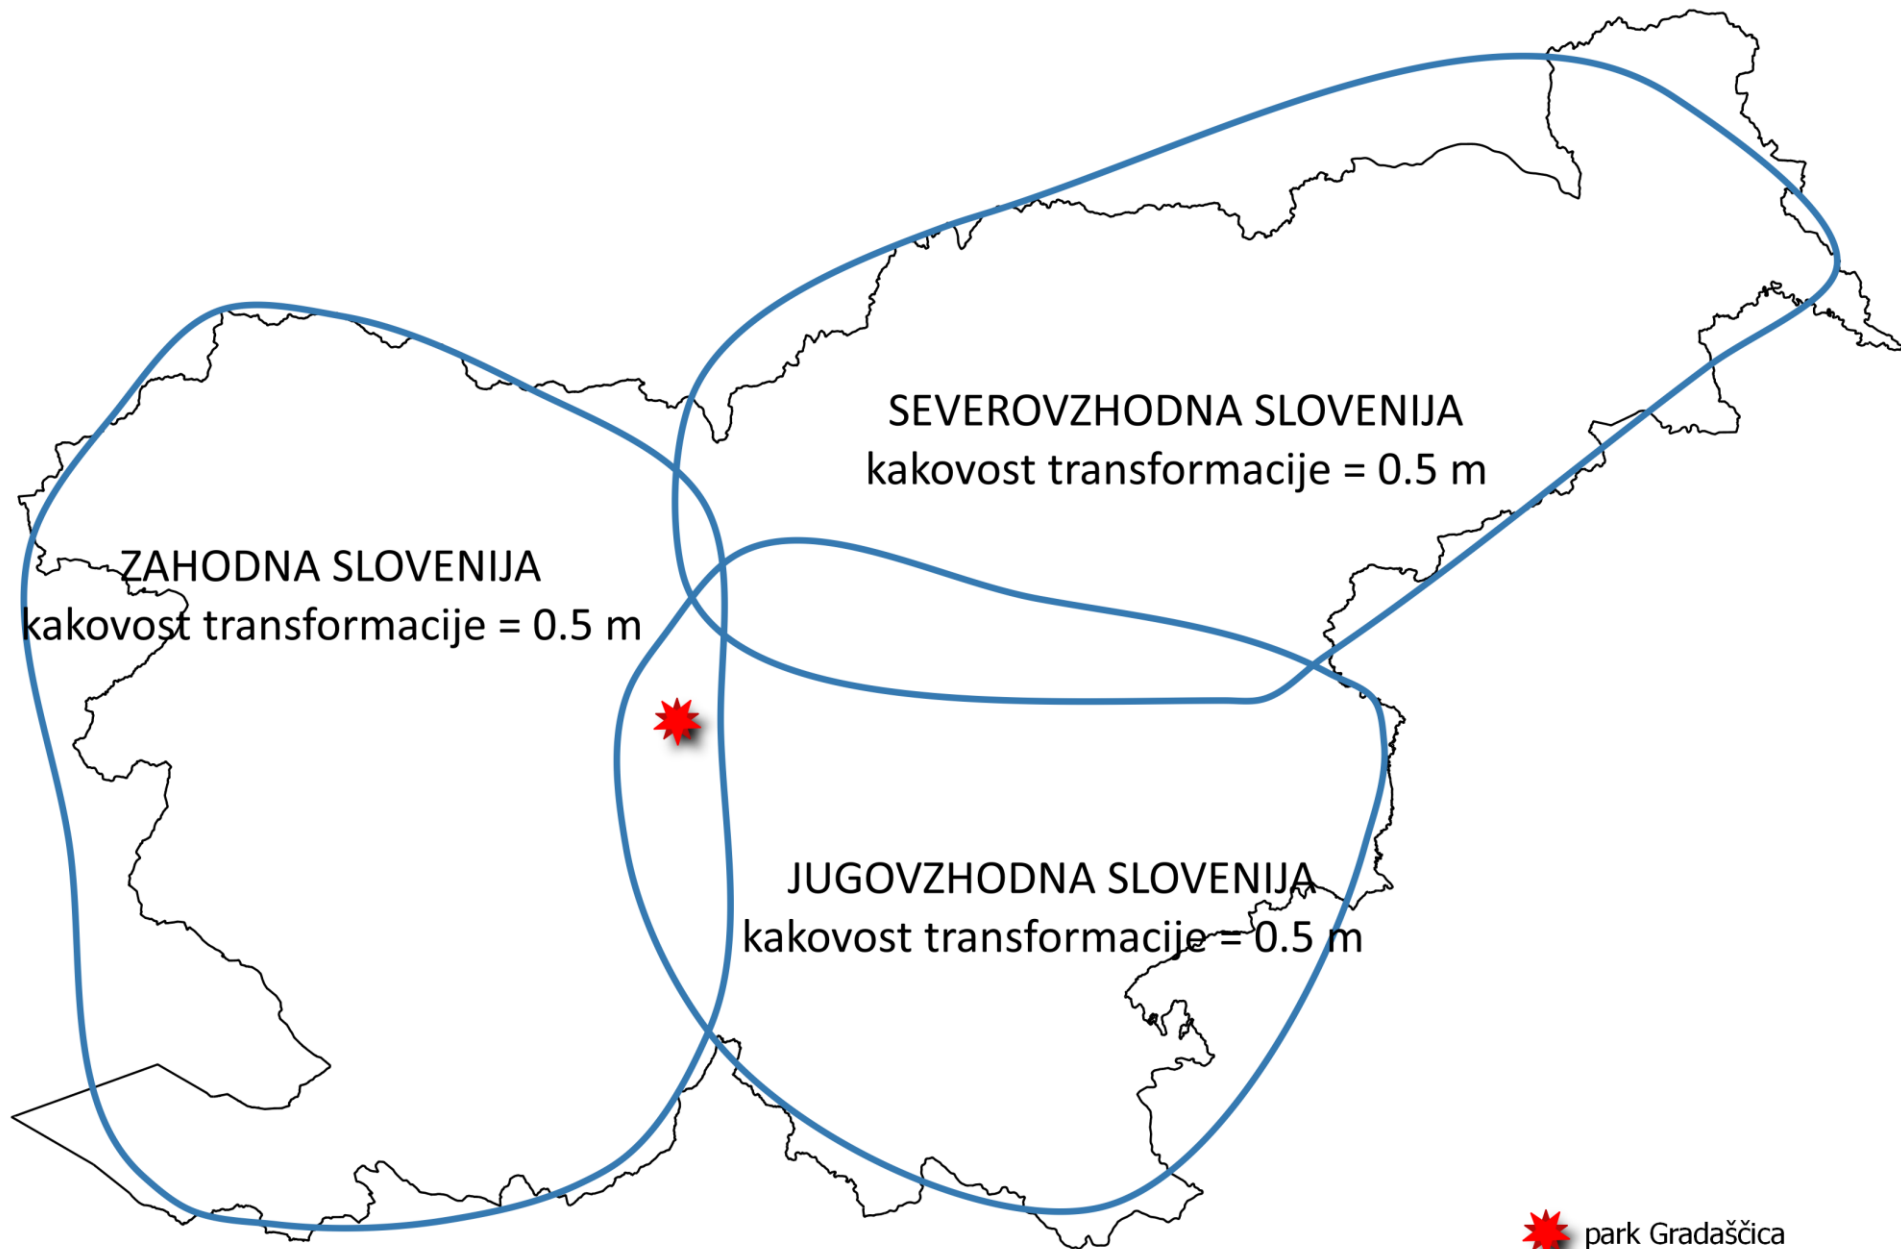 SEVEROVZHODNA SLOVENIJA
kakovost transformacije = 0.5 m
ZAHODNA SLOVENIJA
kakovost transformacije = 0.5 m
JUGOVZHODNA SLOVENIJA
kakovost transformacije = 0.5 m
park Gradaščica